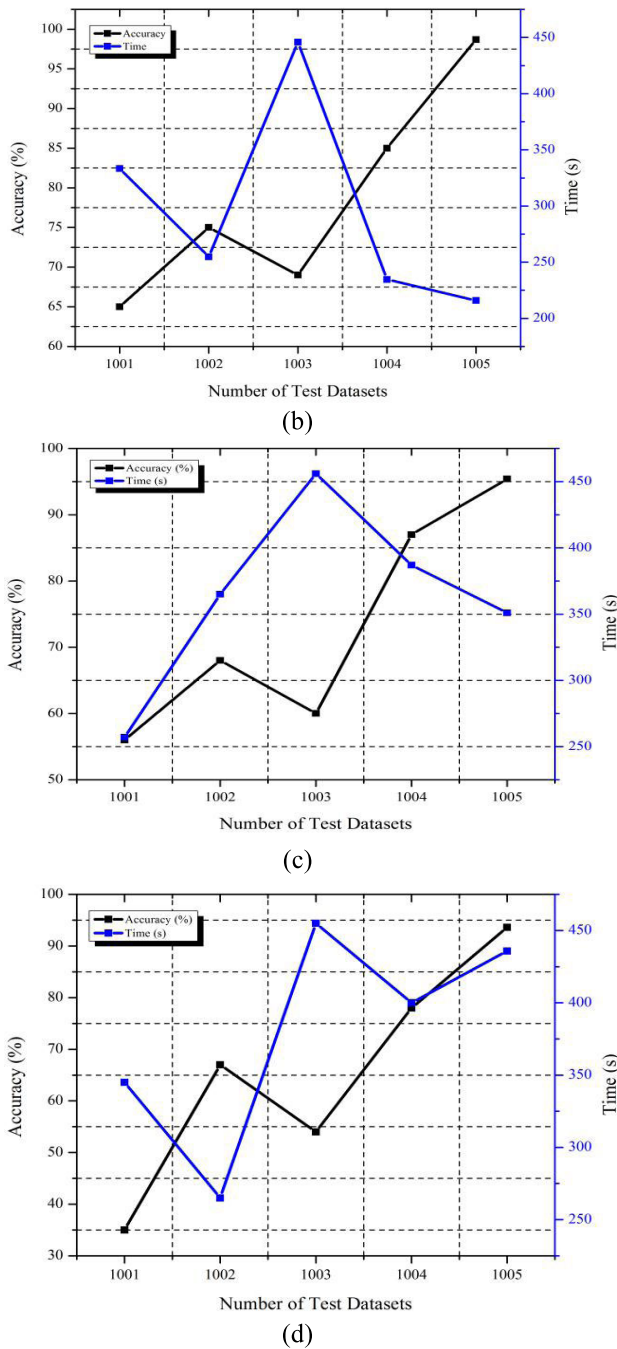 Accuracy
Time
100
95
90
85
80
75
70
65
60
Accuracy (%)
450
400
350
300
250
200
Time (s)
1001 1002 1003 1004 1005
Number of Test Datasets
(b)
Accuracy (%)
Time (s)
100
90
80
70
60
50
Accuracy (%)
450
400
350
300
250
Time (s)
1001 1002 1003 1004 1005
Number of Test Datasets
(c)
Accuracy (%)
Time (s)
100
90
80
70
60
50
40
30
Accuracy (%)
450
400
350
300
250
Time (s)
1001 1002 1003 1004 1005
Number of Test Datasets
(d)